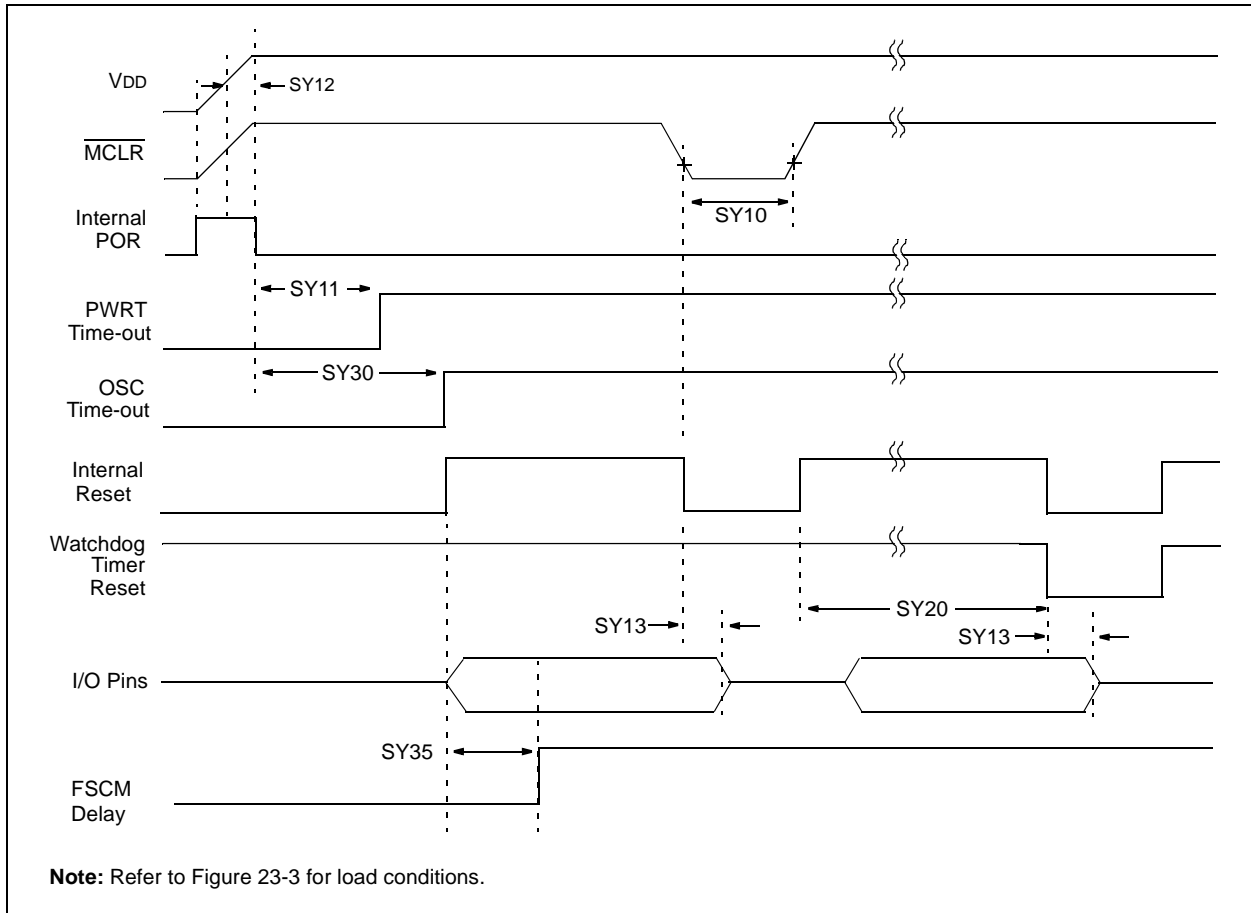 VDD
SY12
MCLR
SY10
Internal
POR
SY11
PWRT
Time-out
SY30
OSC
Time-out
Internal
Reset
Watchdog
Timer
Reset
SY20
SY13
SY13
I/O Pins
SY35
FSCM
Delay
Note: Refer to Figure 23-3 for load conditions.